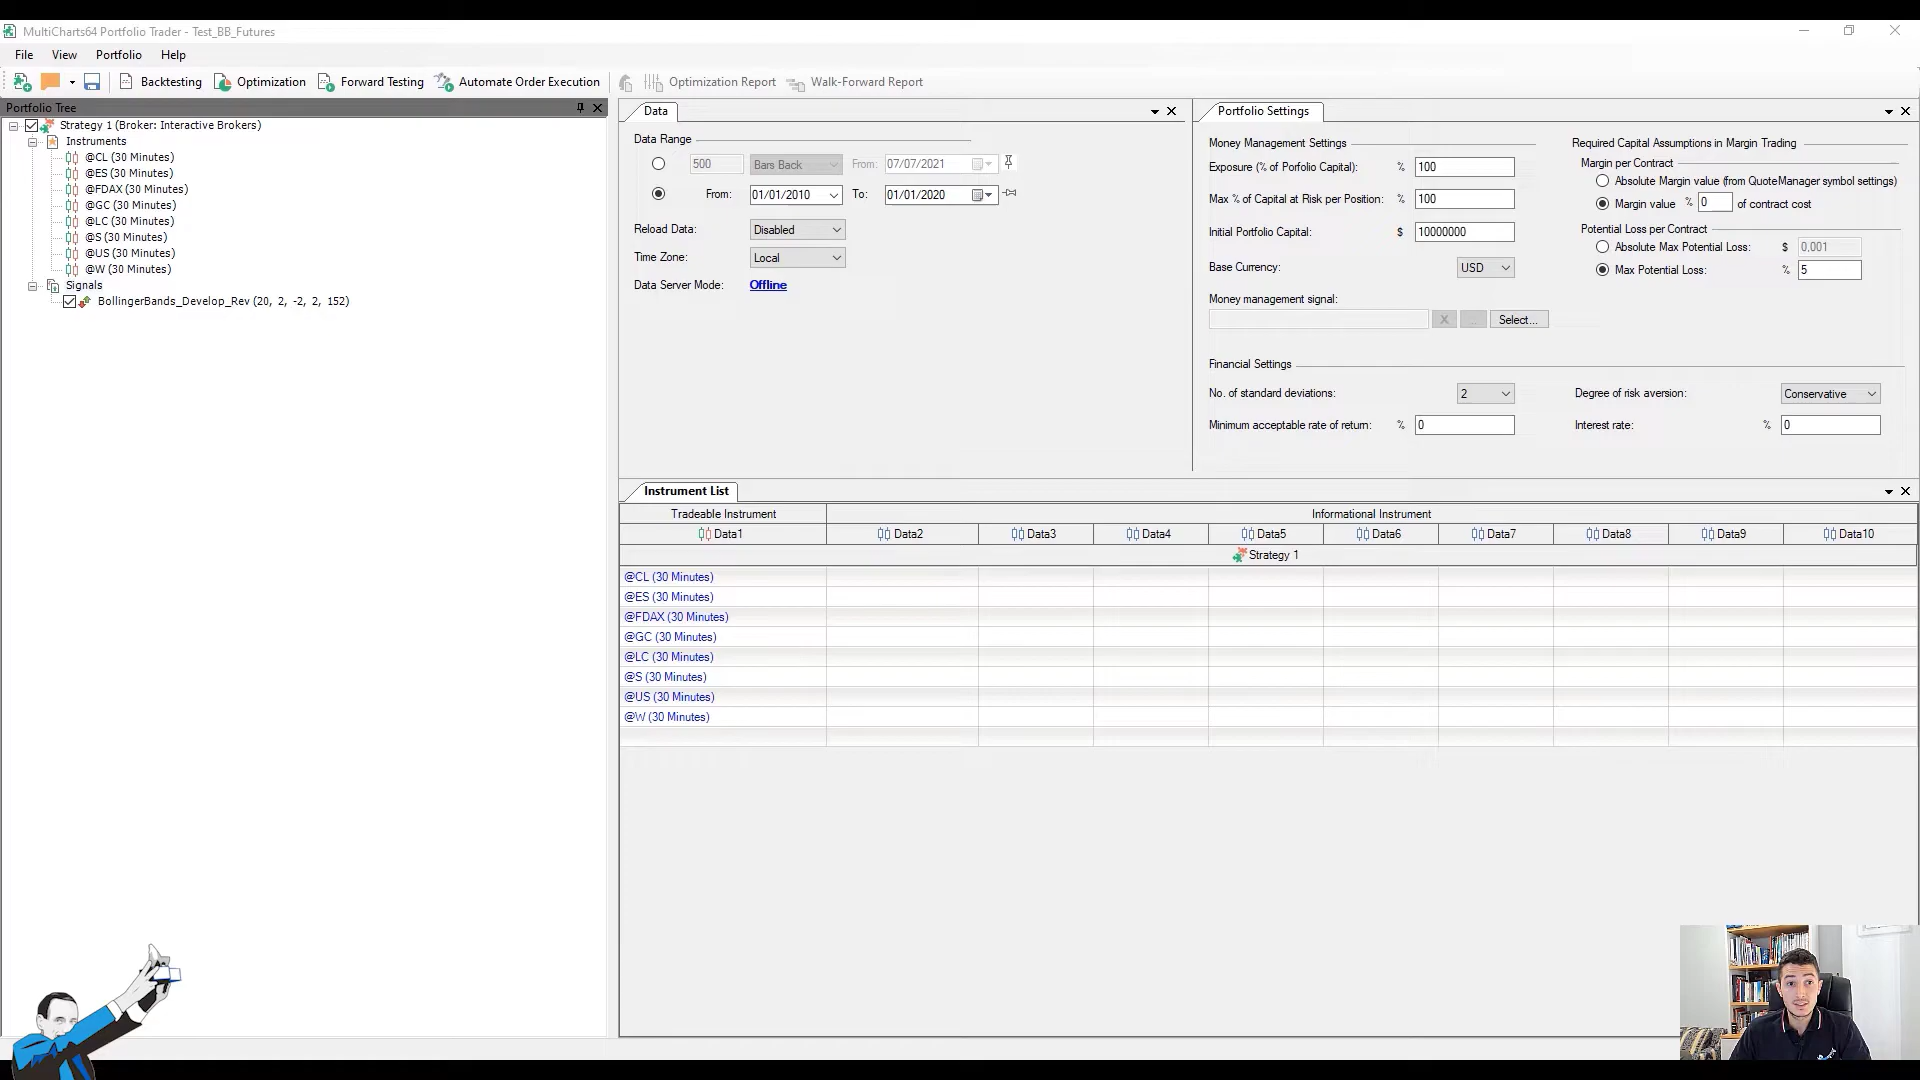 MultiCharts64 Portfolio Trader - Test_BB_Futures
File View Portfolio Help
Backtesting Optimization Forward Testing Automate Order Execution Optimization Report Walk-Forward Report
Portfolio Tree
Strategy 1 (Broker: Interactive Brokers)
Instruments
@CL (30 Minutes)
@ES (30 Minutes)
@FDAX (30 Minutes)
@GC (30 Minutes)
@LC (30 Minutes)
@S (30 Minutes)
@US (30 Minutes)
@W (30 Minutes)
Signals
BollingerBands_Develop_Rev (20, 2, -2, 2, 152)
Data
Data Range
500 Bars Back From: 07/07/2021
From: 01/01/2010 To: 01/01/2020
Reload Data: Disabled
Time Zone: Local
Data Server Mode: Offline
Portfolio Settings
Money Management Settings
Exposure (% of Porfolio Capital): % 100
Max % of Capital at Risk per Position: % 100
Initial Portfolio Capital: $ 10000000
Base Currency: USD
Money management signal:
X ... Select...
Required Capital Assumptions in Margin Trading
Margin per Contract
Absolute Margin value (from QuoteManager symbol settings)
Margin value % 0 of contract cost
Potential Loss per Contract
Absolute Max Potential Loss: $ 0,001
Max Potential Loss: % 5
Financial Settings
No. of standard deviations: 2 Degree of risk aversion: Conservative
Minimum acceptable rate of return: % 0 Interest rate: % 0
Instrument List
Tradeable Instrument Informational Instrument
Data1 Data2 Data3 Data4 Data5 Data6 Data7 Data8 Data9 Data10
Strategy 1
@CL (30 Minutes)
@ES (30 Minutes)
@FDAX (30 Minutes)
@GC (30 Minutes)
@LC (30 Minutes)
@S (30 Minutes)
@US (30 Minutes)
@W (30 Minutes)